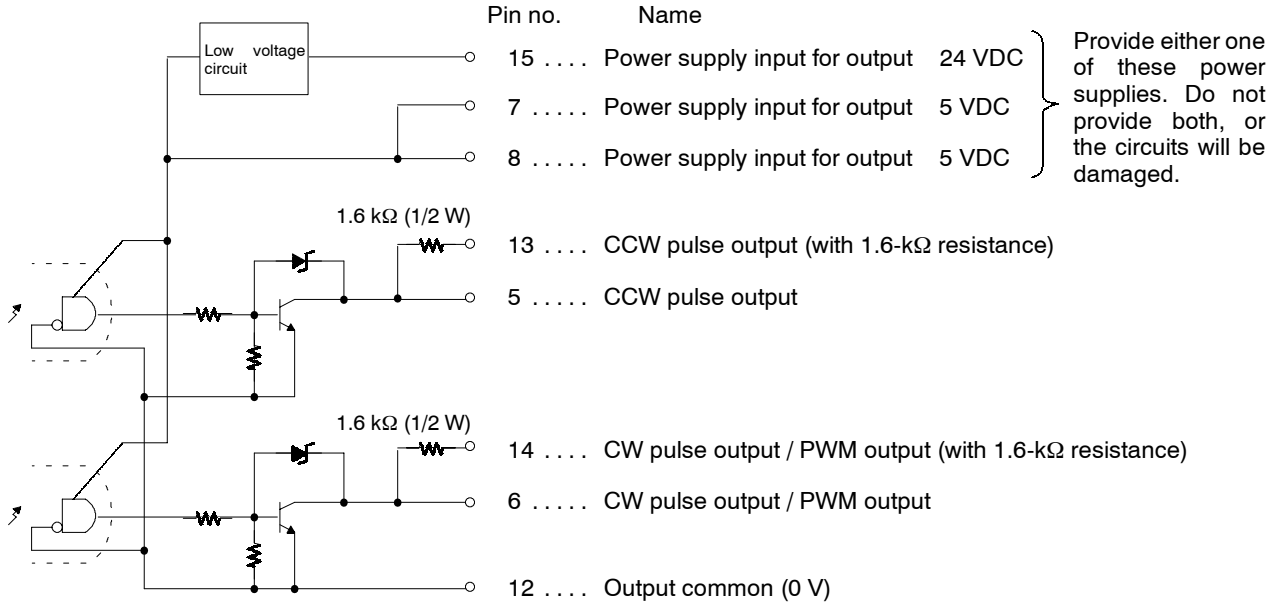 Pin no. Name
Low voltage
circuit
15 . . . . Power supply input for output 24 VDC
7 . . . . . Power supply input for output 5 VDC
8 . . . . . Power supply input for output 5 VDC
Provide either one
of these power
supplies. Do not
provide both, or
the circuits will be
damaged.
1.6 kΩ (1/2 W)
13 . . . . CCW pulse output (with 1.6-kΩ resistance)
5 . . . . . CCW pulse output
1.6 kΩ (1/2 W)
14 . . . . CW pulse output / PWM output (with 1.6-kΩ resistance)
6 . . . . . CW pulse output / PWM output
12 . . . . Output common (0 V)